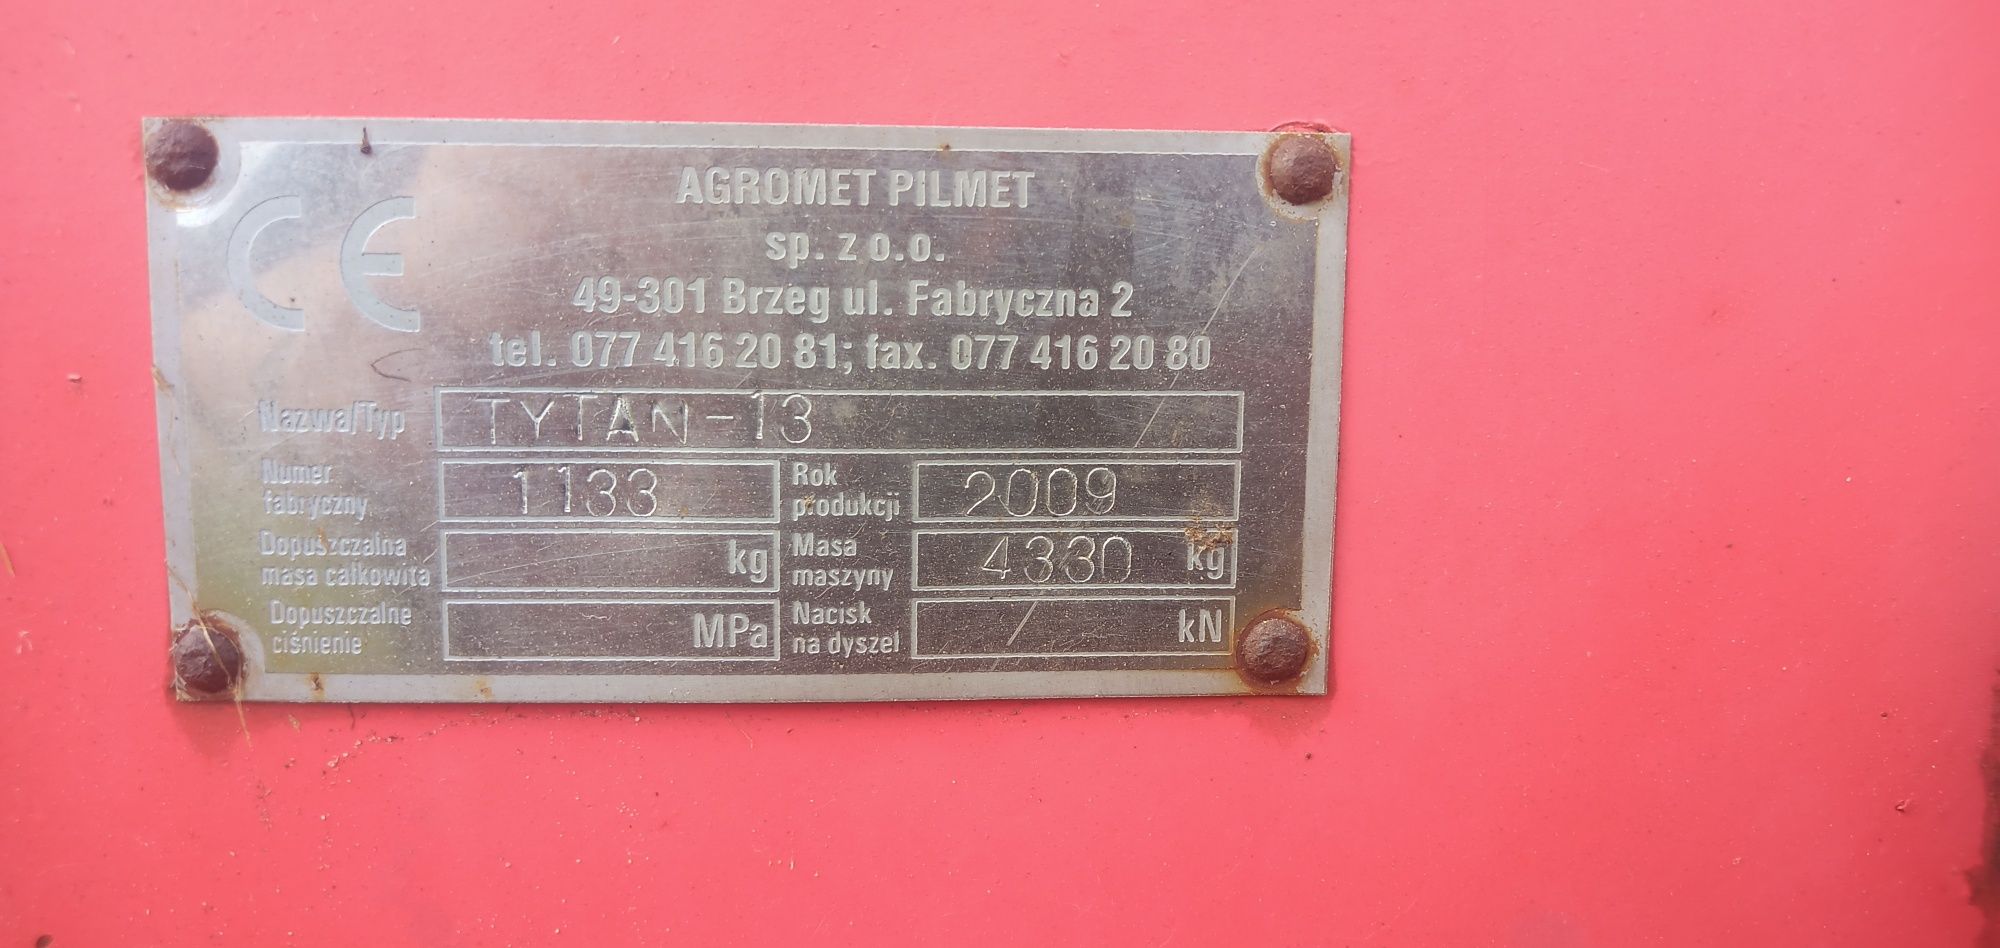 CE
AGROMET PILMET
sp. z o.o.
49-301 Brzeg ul. Fabryczna 2
tel. 077 416 20 81; fax. 077 416 20 80
Nazwa/Typ TYTAN-13
Numer fabryczny 1133 Rok produkcji 2009
Dopuszczalna masa całkowita kg Masa maszyny 4330 kg
Dopuszczalne ciśnienie MPa Nacisk na dyszel kN